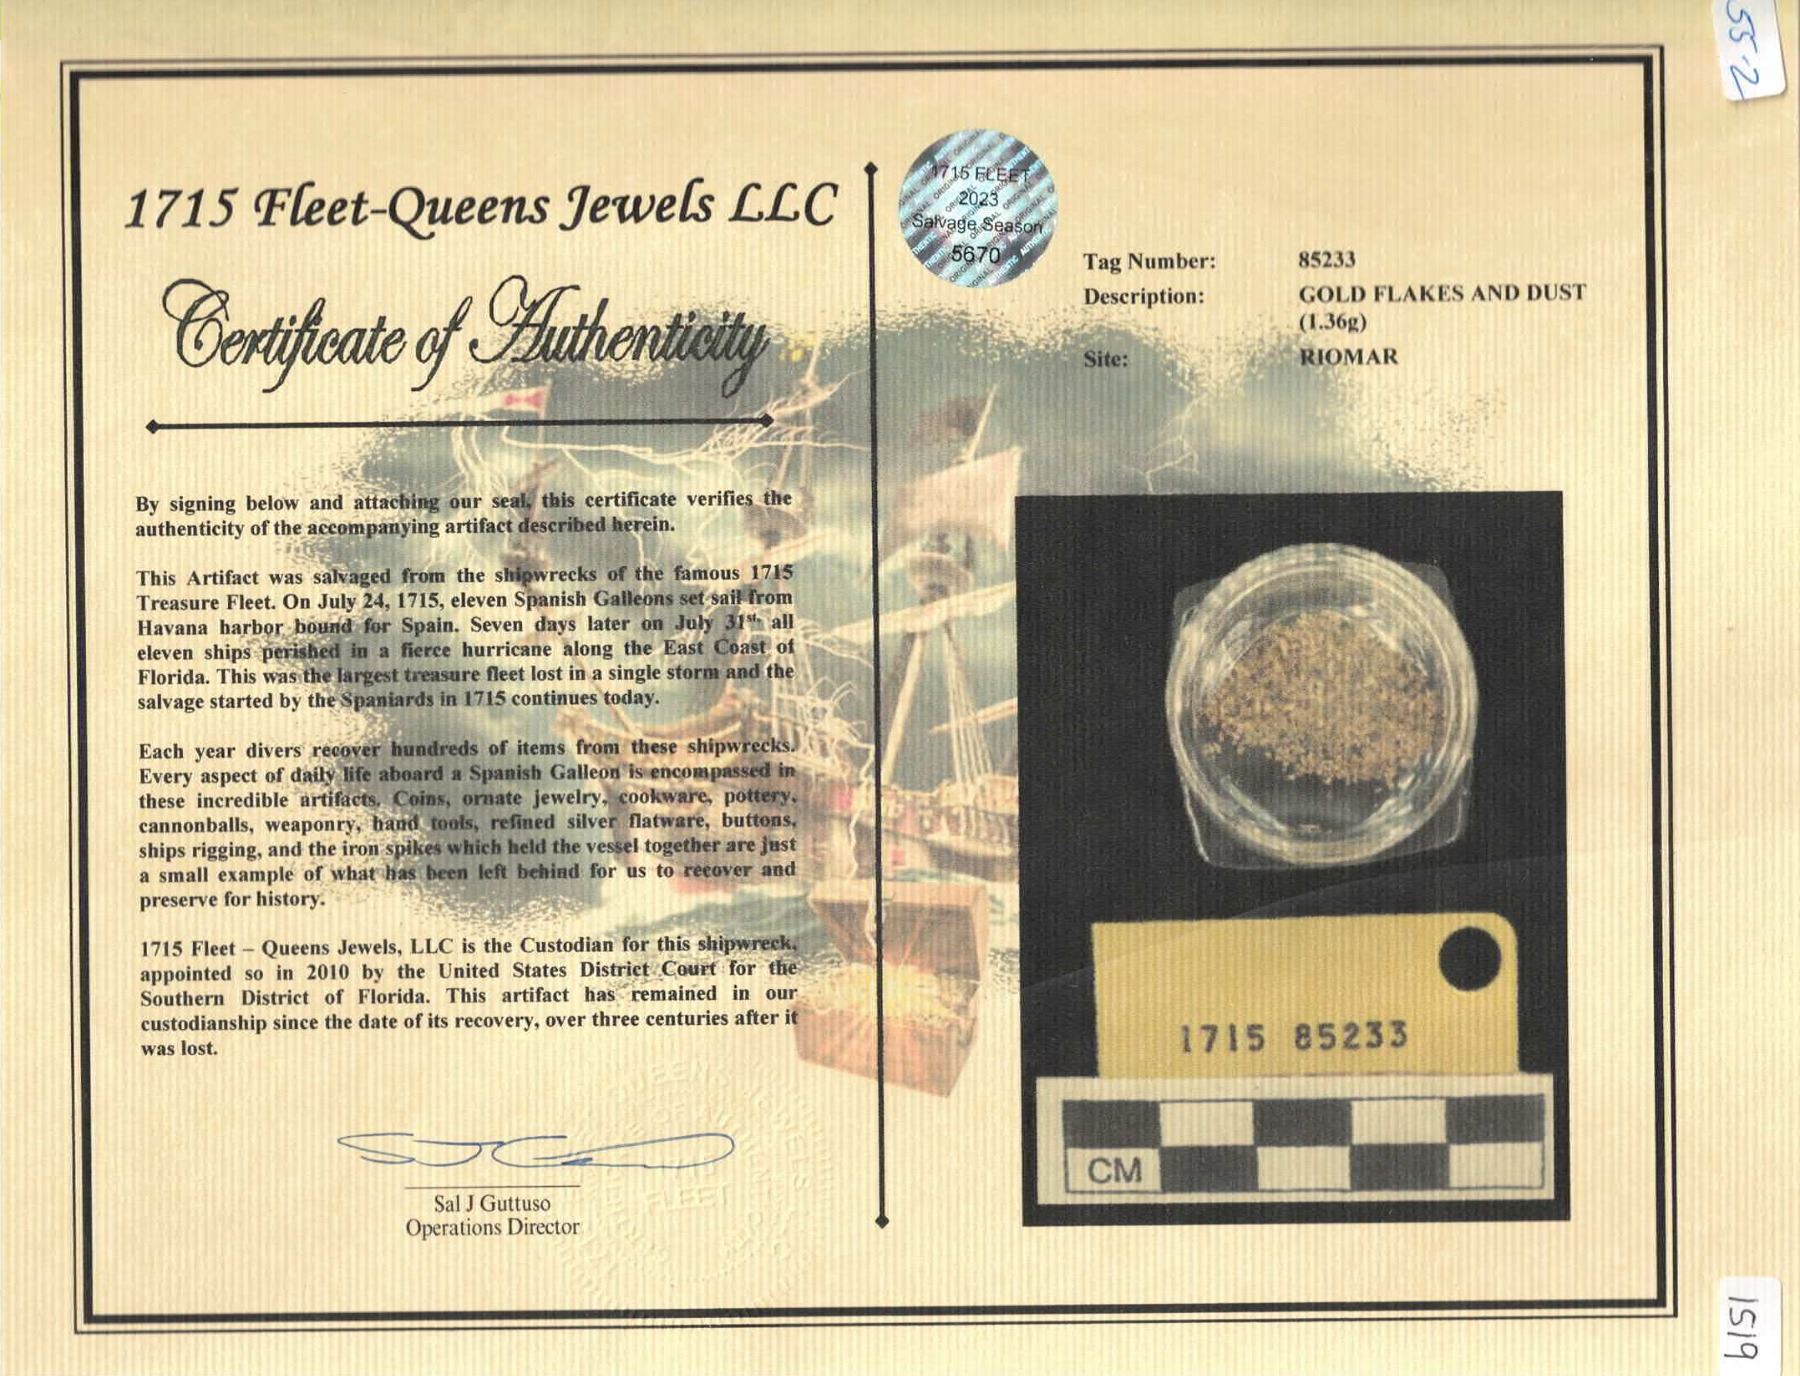 55-2
1715 Fleet-Queens Jewels LLC
Certificate of Authenticity
By signing below and attaching our seal, this certificate verifies the
authenticity of the accompanying artifact described herein.
This Artifact was salvaged from the shipwrecks of the famous 1715
Treasure Fleet. On July 24, 1715, eleven Spanish Galleons set sail from
Havana harbor bound for Spain. Seven days later on July 31st. all
eleven ships perished in a fierce hurricane along the East Coast of
Florida. This was the largest treasure fleet lost in a single storm and the
salvage started by the Spaniards in 1715 continues today.
Each year divers recover hundreds of items from these shipwrecks.
Every aspect of daily life aboard a Spanish Galleon is encompassed in
these incredible artifacts. Coins, ornate jewelry, cookware, pottery,
cannonballs, weaponry, hand tools, refined silver flatware, buttons,
ships rigging, and the iron spikes which held the vessel together are just
a small example of what has been left behind for us to recover and
preserve for history.
1715 Fleet – Queens Jewels, LLC is the Custodian for this shipwreck,
appointed so in 2010 by the United States District Court for the
Southern District of Florida. This artifact has remained in our
custodianship since the date of its recovery, over three centuries after it
was lost.
Sal J Guttuso
Operations Director
1715 FLEET
2023
Salvage Season
5670
Tag Number: 85233
Description: GOLD FLAKES AND DUST
(1.36g)
Site: RIOMAR
1715 85233
CM
1519